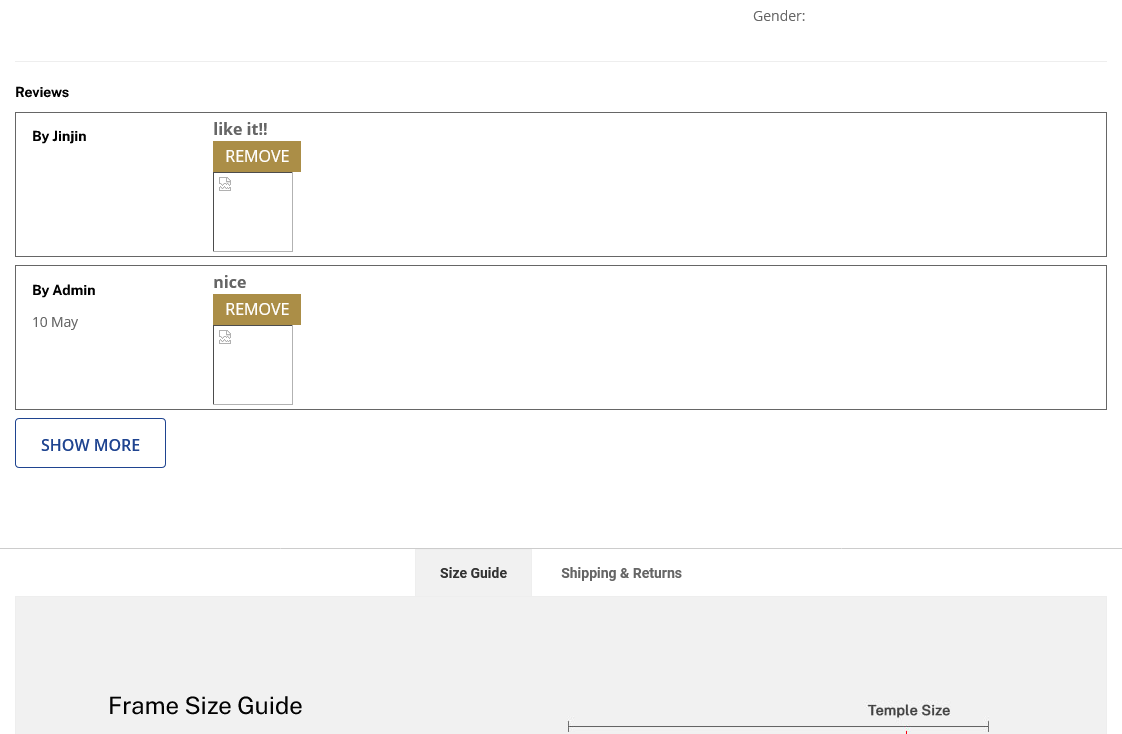 Gender:
Reviews
By Jinjin
like it!!
REMOVE
By Admin
nice
10 May
REMOVE
SHOW MORE
Size Guide
Shipping & Returns
Frame Size Guide
Temple Size